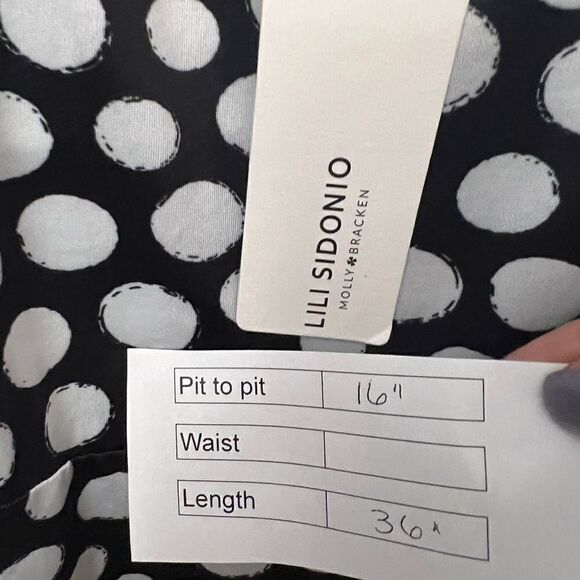 LILI SIDONIO
MOLLY BRACKEN
Pit to pit 16"
Waist
Length 36"